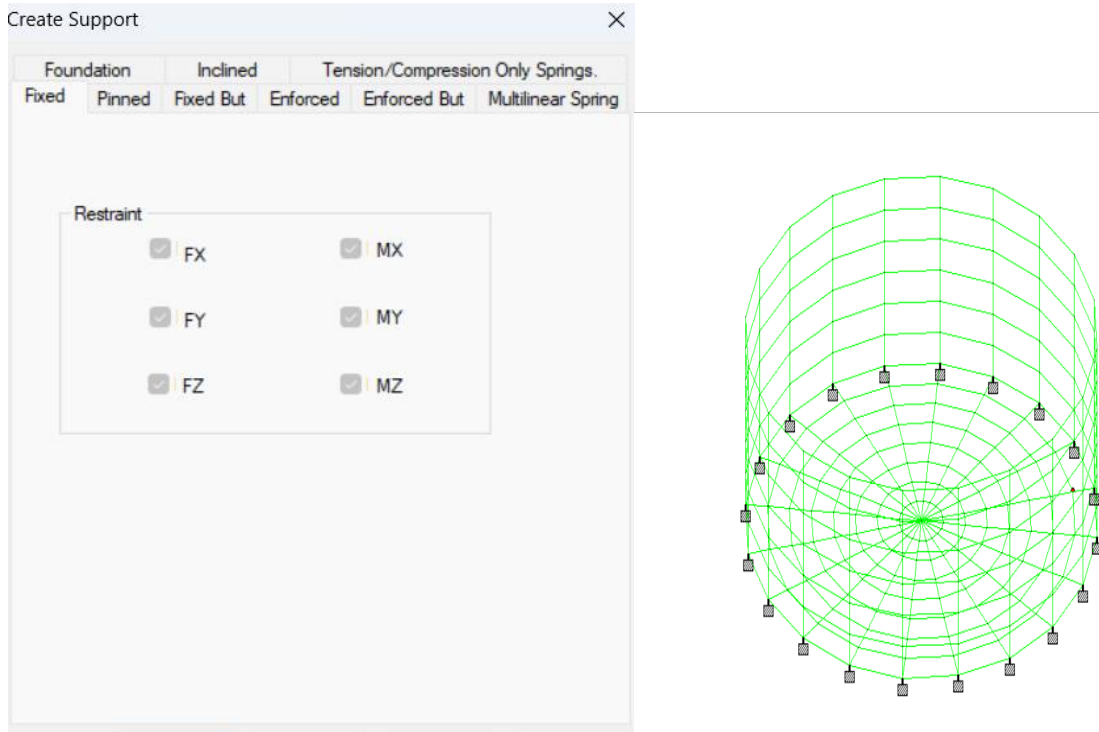 Create Support
Foundation Inclined Tension/Compression Only Springs.
Fixed Pinned Fixed But Enforced Enforced But Multilinear Spring
Restraint
FX MX
FY MY
FZ MZ